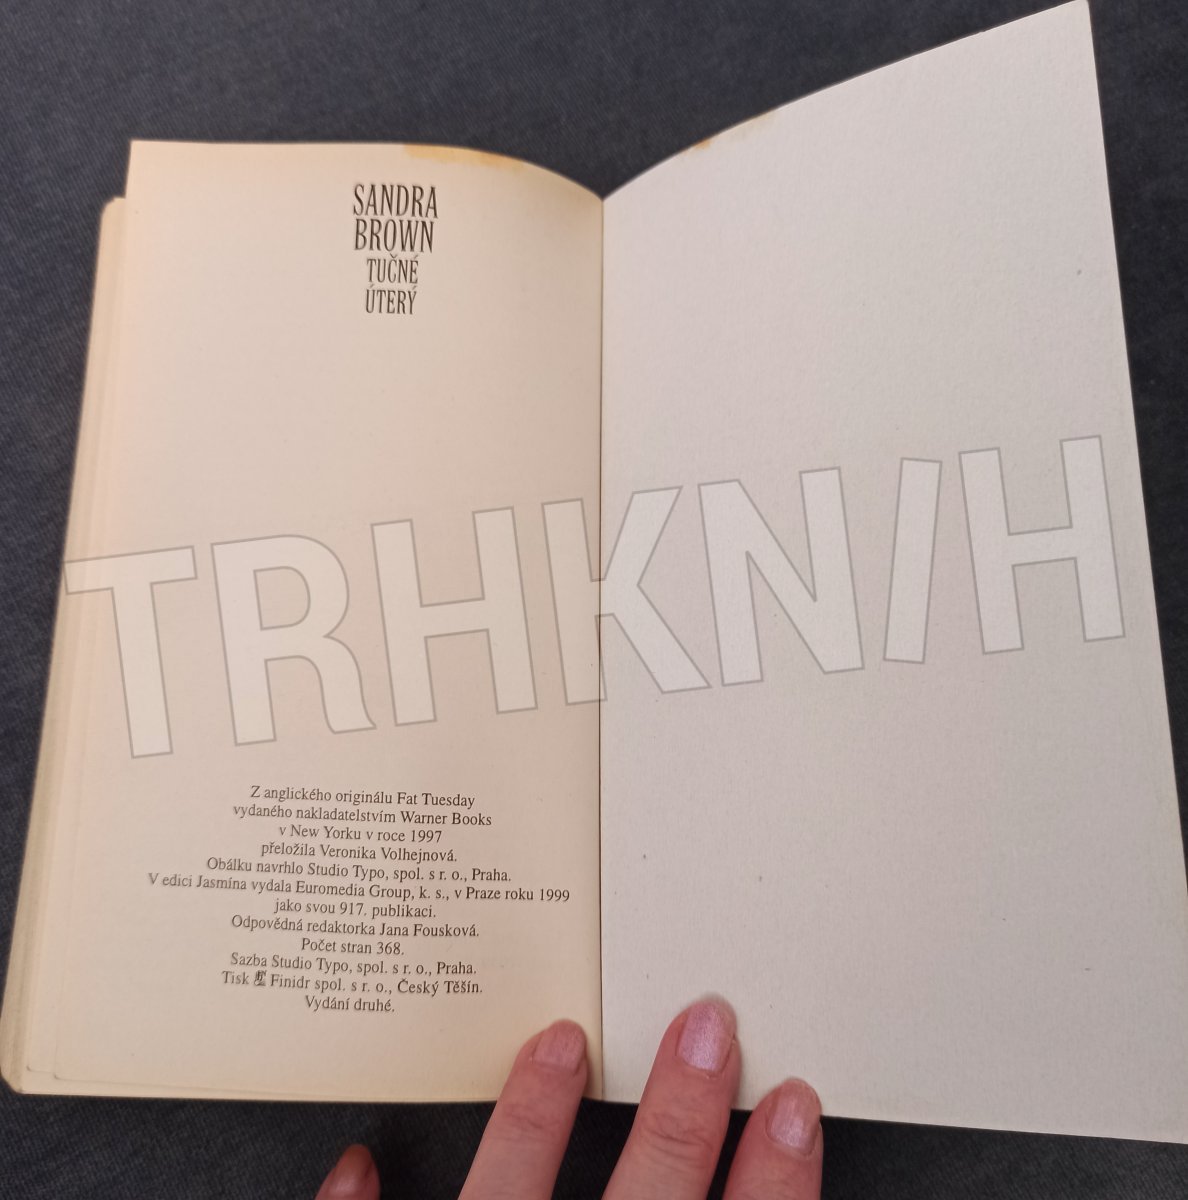 SANDRA
BROWN
TUČNÉ
ÚTERÝ
TRHKNIH
Z anglického originálu Fat Tuesday
vydaného nakladatelstvím Warner Books
v New Yorku v roce 1997
přeložila Veronika Volhejnová.
Obálku navrhlo Studio Typo, spol. s r. o., Praha.
V edici Jasmína vydala Euromedia Group, k. s., v Praze roku 1999
jako svou 917. publikaci.
Odpovědná redaktorka Jana Fousková.
Počet stran 368.
Sazba Studio Typo, spol. s r. o., Praha.
Tisk Finidr spol. s r. o., Český Těšín.
Vydání druhé.